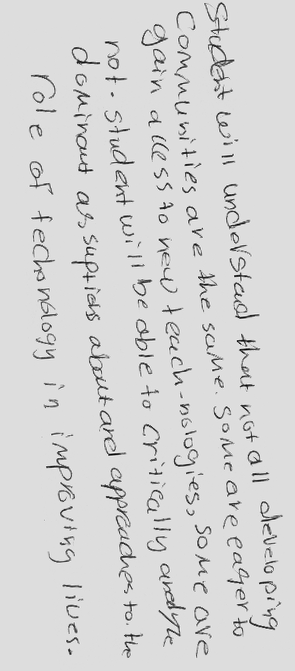 Student will understad that not all developing
Communities are the same. Some are eager to
gain access to new teach-nologies, some are
not. student will be able to critically analyze
dominant assuptions about and approaches to the
role of technology in improving lives.